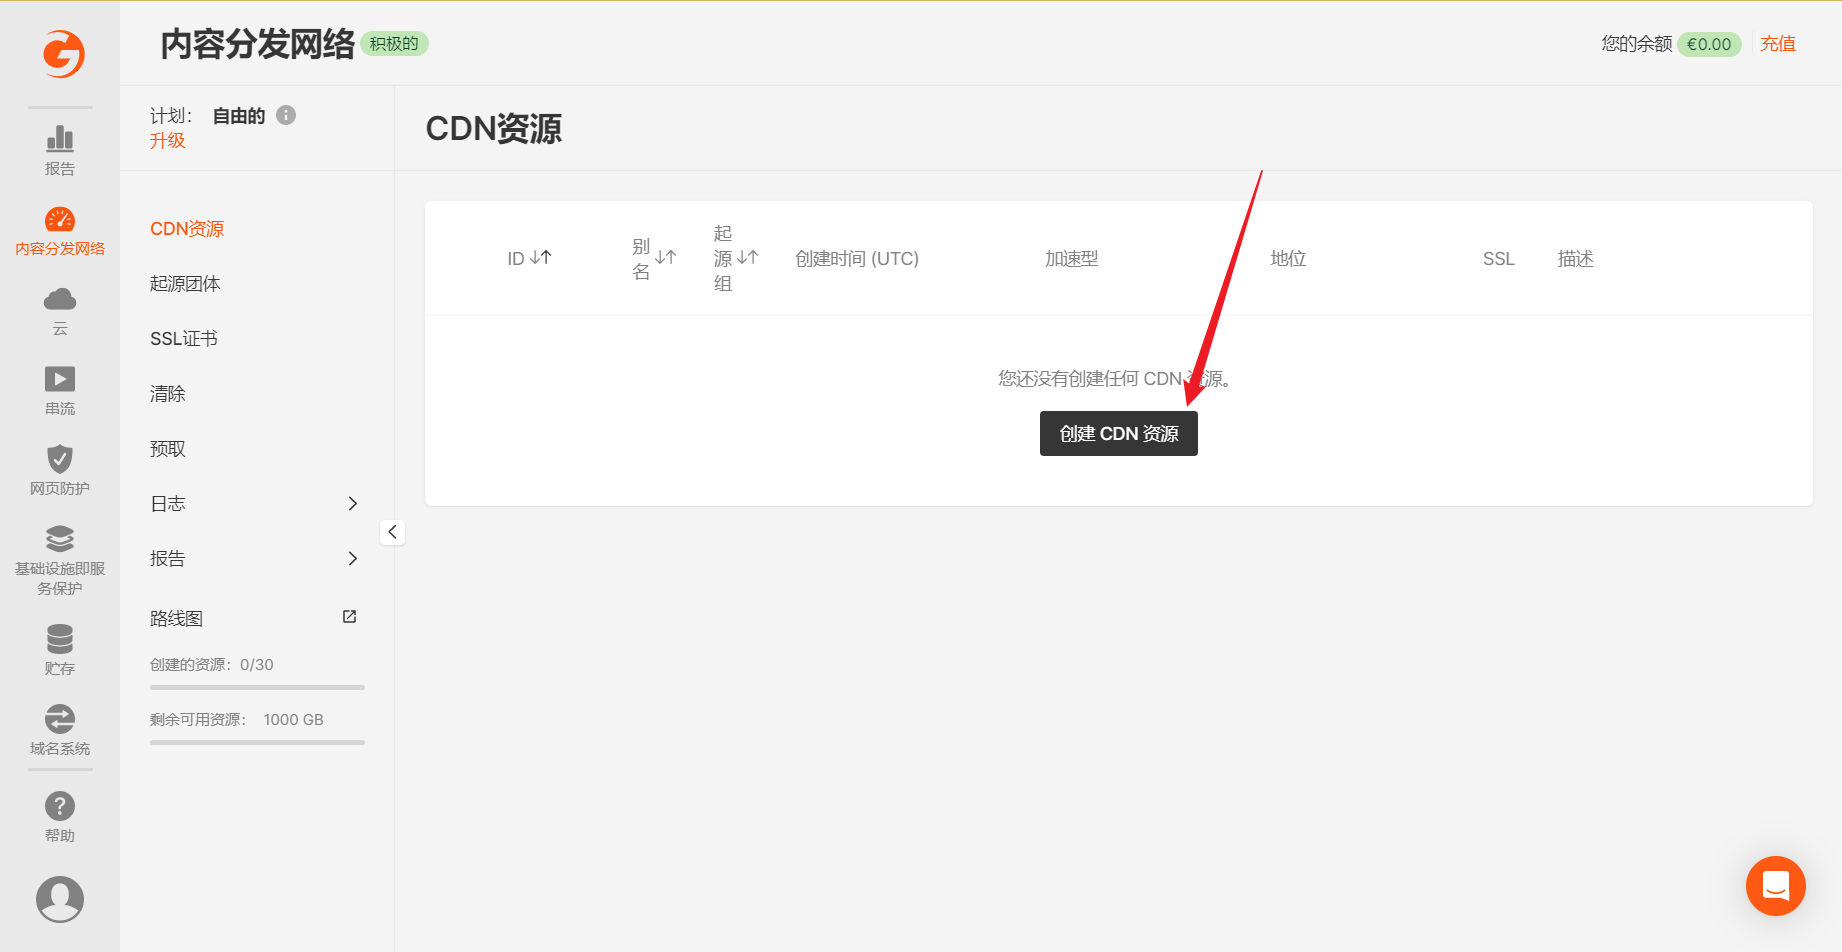 内容分发网络 积极的
您的余额 €0.00 充值
报告
内容分发网络
云
串流
网页防护
基础设施即服
务保护
贮存
域名系统
帮助
计划： 自由的
升级
CDN资源
起源团体
SSL证书
清除
预取
日志
报告
路线图
创建的资源：0/30
剩余可用资源： 1000 GB
CDN资源
ID
别
名
起
源
组
创建时间 (UTC)
加速型
地位
SSL
描述
您还没有创建任何 CDN 资源。
创建 CDN 资源